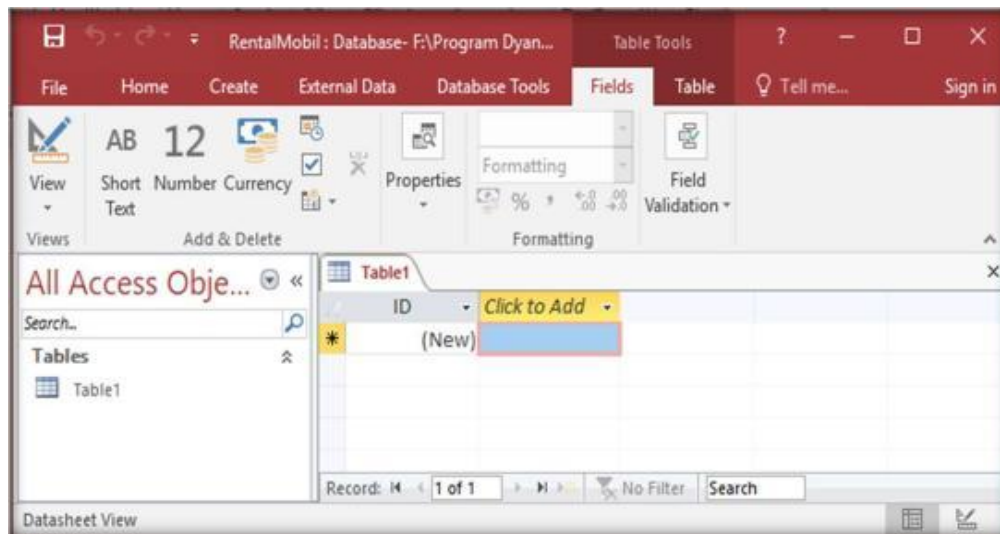 RentalMobil : Database- F:\Program Dyan... Table Tools ?
File Home Create External Data Database Tools Fields Table Tell me... Sign in
AB 12
View Short Text Number Currency Properties Formatting % Field Validation
Views Add & Delete Formatting
All Access Obje... « Table1
Search... ID Click to Add
(New)
Tables
Table1
Record: 1 of 1 No Filter Search
Datasheet View